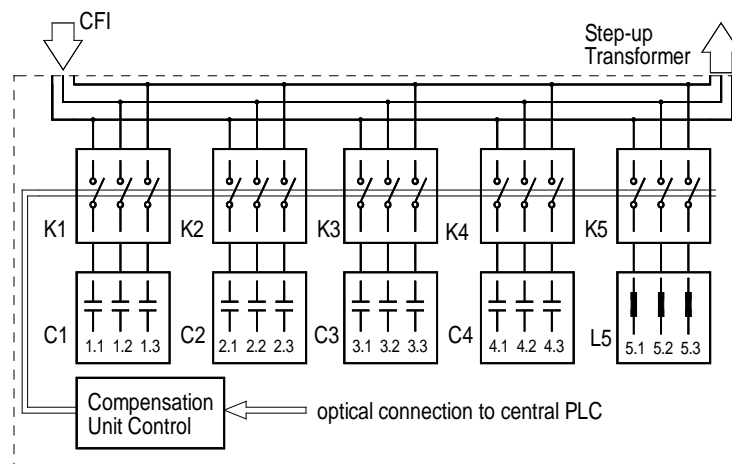 CFI
Step-up
Transformer
K1
K2
K3
K4
K5
C1
1.1 1.2 1.3
C2
2.1 2.2 2.3
C3
3.1 3.2 3.3
C4
4.1 4.2 4.3
L5
5.1 5.2 5.3
Compensation
Unit Control
optical connection to central PLC